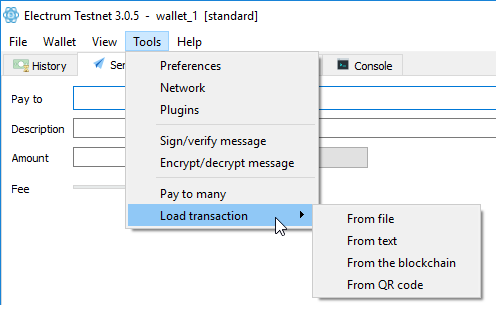 Electrum Testnet 3.0.5 - wallet_1 [standard]
File Wallet View Tools Help
History Sen Console
Preferences
Pay to
Network
Plugins
Description
Sign/verify message
Amount
Encrypt/decrypt message
Fee
Pay to many
Load transaction
From file
From text
From the blockchain
From QR code